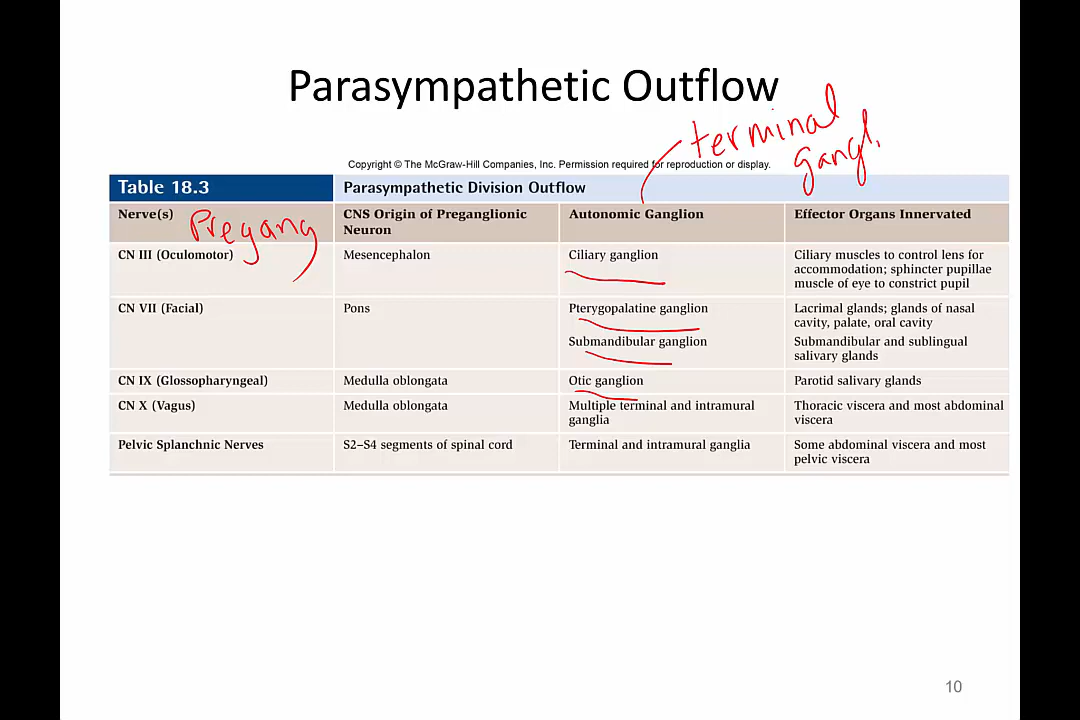 Parasympathetic Outflow
terminal
gangl.
Copyright © The McGraw-Hill Companies, Inc. Permission required for reproduction or display.
Table 18.3 Parasympathetic Division Outflow
Nerve(s) Pregang CNS Origin of Preganglionic Neuron Autonomic Ganglion Effector Organs Innervated
CN III (Oculomotor) Mesencephalon Ciliary ganglion Ciliary muscles to control lens for
accommodation; sphincter pupillae
muscle of eye to constrict pupil
CN VII (Facial) Pons Pterygopalatine ganglion Lacrimal glands; glands of nasal
cavity, palate, oral cavity
Submandibular ganglion Submandibular and sublingual
salivary glands
CN IX (Glossopharyngeal) Medulla oblongata Otic ganglion Parotid salivary glands
CN X (Vagus) Medulla oblongata Multiple terminal and intramural Thoracic viscera and most abdominal
ganglia viscera
Pelvic Splanchnic Nerves S2–S4 segments of spinal cord Terminal and intramural ganglia Some abdominal viscera and most
pelvic viscera
10